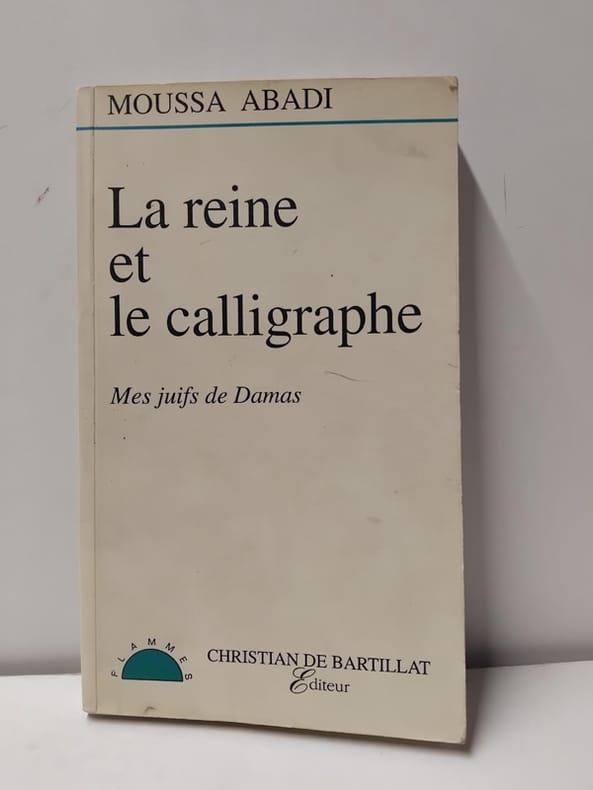 MOUSSA ABADI
La reine
et
le calligraphe
Mes juifs de Damas
FLAMMES
CHRISTIAN DE BARTILLAT
Editeur